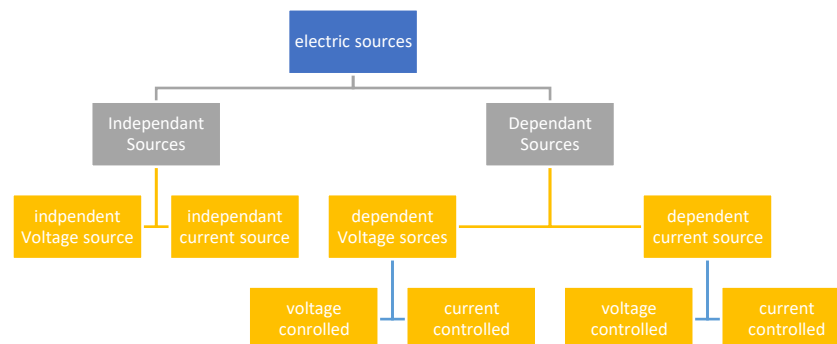 electric sources
Independant
Sources
Dependant
Sources
indpendent
Voltage source
independant
current source
dependent
Voltage sorces
dependent
current source
voltage
conrolled
current
controlled
voltage
controlled
current
controlled